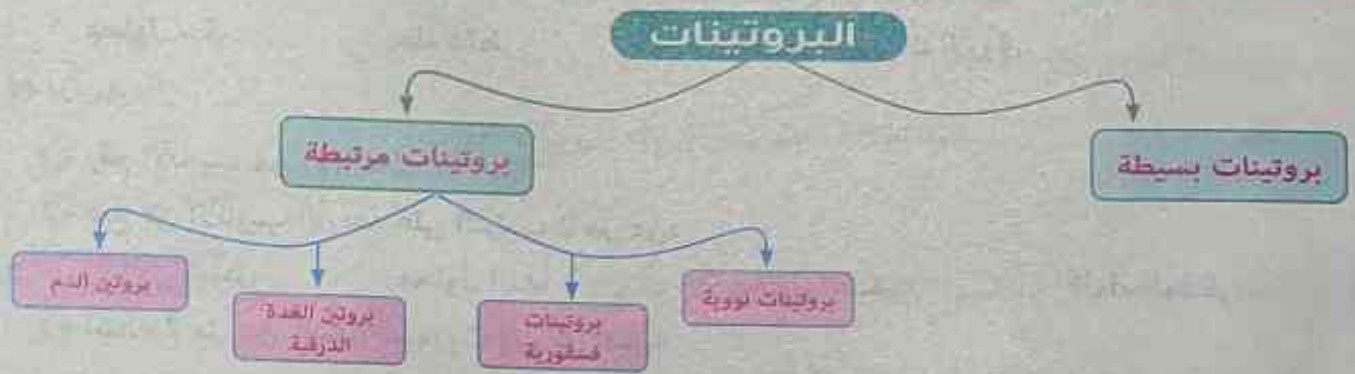 البروتينات
بروتينات بسيطة
بروتينات مرتبطة
بروتينات نووية
بروتينات
فسفورية
بروتين الغدة
الدرقية
بروتين الدم